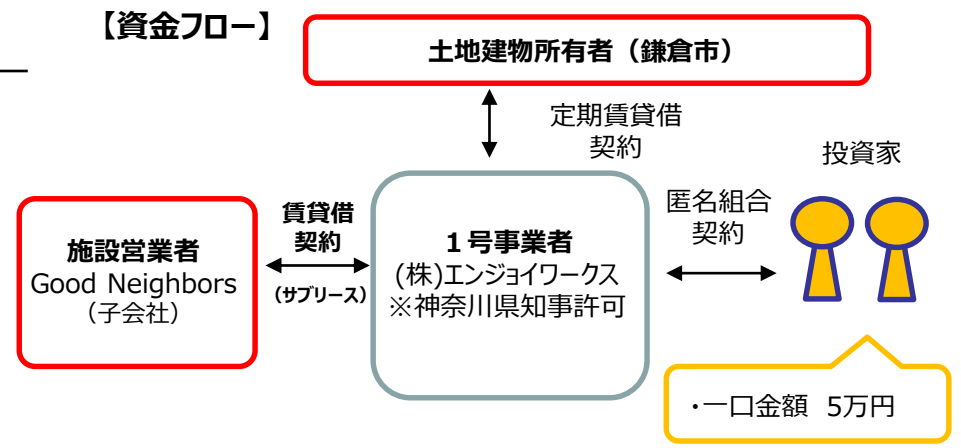 【資金フロー】
土地建物所有者（鎌倉市）
定期賃貸借
契約
投資家
施設営業者
Good Neighbors
（子会社）
賃貸借
契約
（サブリース）
１号事業者
(株)エンジョイワークス
※神奈川県知事許可
匿名組合
契約
・一口金額 5万円